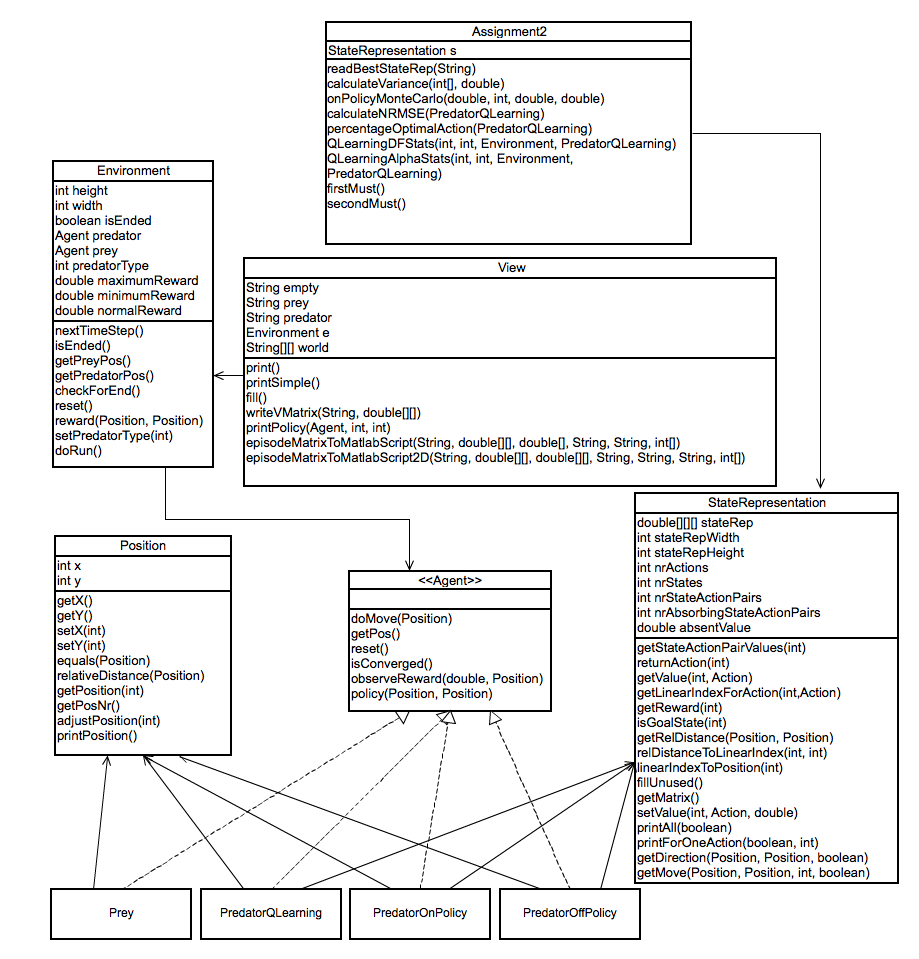 Assignment2
StateRepresentation s
readBestStateRep(String)
calculateVariance(int[], double)
onPolicyMonteCarlo(double, int, double, double)
calculateNRMSE(PredatorQLearning)
percentageOptimalAction(PredatorQLearning)
QLearningDFStats(int, int, Environment, PredatorQLearning)
QLearningAlphaStats(int, int, Environment,
PredatorQLearning)
firstMust()
secondMust()
Environment
int height
int width
boolean isEnded
Agent predator
Agent prey
int predatorType
double maximumReward
double minimumReward
double normalReward
nextTimeStep()
isEnded()
getPreyPos()
getPredatorPos()
checkForEnd()
reset()
reward(Position, Position)
setPredatorType(int)
doRun()
View
String empty
String prey
String predator
Environment e
String[][] world
print()
printSimple()
fill()
writeVMatrix(String, double[][])
printPolicy(Agent, int, int)
episodeMatrixToMatlabScript(String, double[][], double[], String, String, int[])
episodeMatrixToMatlabScript2D(String, double[][], double[][], String, String, String, int[])
Position
int x
int y
getX()
getY()
setX(int)
setY(int)
equals(Position)
relativeDistance(Position)
getPosition(int)
getPosNr()
adjustPosition(int)
printPosition()
<<Agent>>
doMove(Position)
getPos()
reset()
isConverged()
observeReward(double, Position)
policy(Position, Position)
StateRepresentation
double[][][] stateRep
int stateRepWidth
int stateRepHeight
int nrActions
int nrStates
int nrStateActionPairs
int nrAbsorbingStateActionPairs
double absentValue
getStateActionPairValues(int)
returnAction(int)
getValue(int, Action)
getLinearIndexForAction(int,Action)
getReward(int)
isGoalState(int)
getRelDistance(Position, Position)
relDistanceToLinearIndex(int, int)
linearIndexToPosition(int)
fillUnused()
getMatrix()
setValue(int, Action, double)
printAll(boolean)
printForOneAction(boolean, int)
getDirection(Position, Position, boolean)
getMove(Position, Position, int, boolean)
Prey
PredatorQLearning
PredatorOnPolicy
PredatorOffPolicy